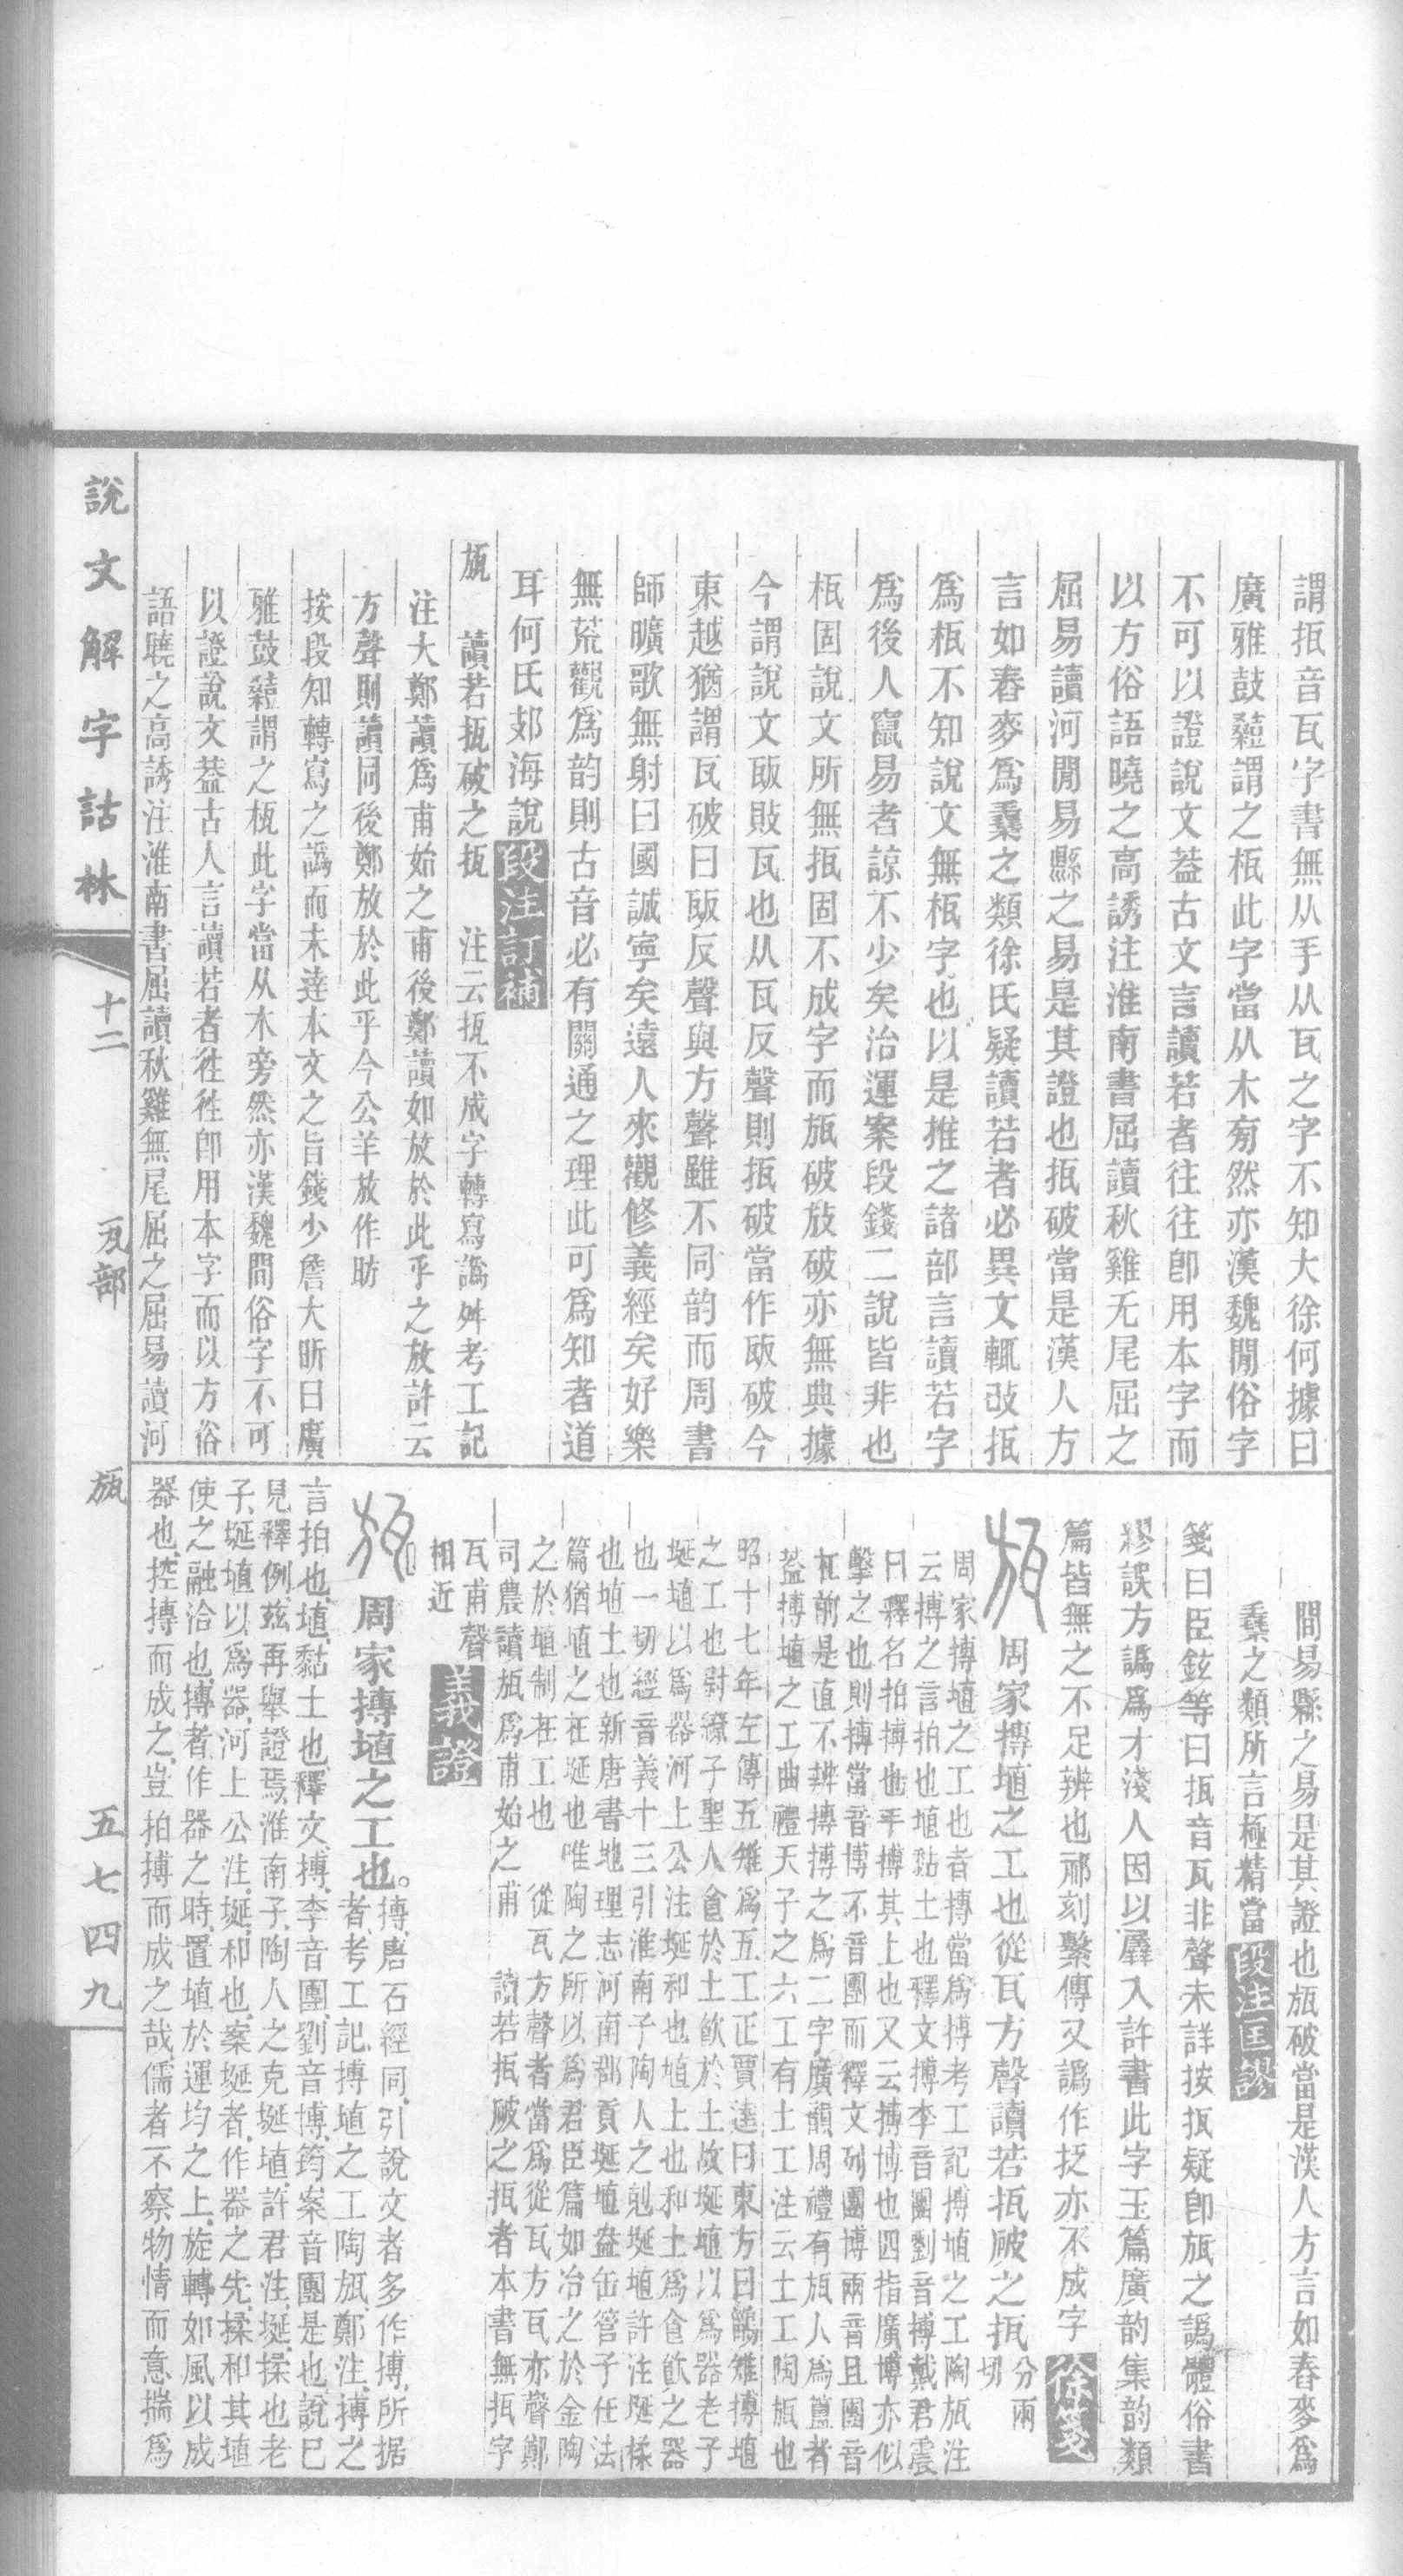 謂抵音瓦字書無从手从瓦之字不知大徐何據曰
廣雅鼓鼞謂之柢此字當从木㫄然亦漢魏閒俗字
不可以證說文葢古文言讀若者往往卽用本字而
以方俗語曉之高誘注淮南書屈讀秋雞无尾屈之
屈易讀河閒易縣之易是其證也抵破當是漢人方
言如舂麥爲𣝗之類徐氏疑讀若者必異文輒改抵
爲柢不知說文無柢字也以是推之諸部言讀若字
爲後人竄易者諒不少矣治運案段錢二說皆非也
柢固說文所無抵固不成字而瓬破放破亦無典據
今謂說文㼝敗瓦也从瓦反聲則抵破當作㼝破今
東越猶謂瓦破曰㼝反聲與方聲雖不同韵而周書
師曠歌無射曰國誠寧矣遠人來觀修義經矣好樂
無荒觀爲韵則古音必有關通之理此可爲知者道
耳何氏郂海說段注訂補
瓬　讀若㧊破之㧊　注云㧊不成字轉寫譌舛考工記
注大鄭讀爲甫始之甫後鄭讀如放於此乎之放許云
方聲則讀同後鄭放於此乎今公羊放作昉
按段知轉寫之譌而未達本文之旨錢少詹大昕曰廣
雅鼓鼞謂之㭈此字當从木旁然亦漢魏間俗字不可
以證說文葢古人言讀若者徃徃卽用本字而以方俗
語曉之高誘注淮南書屈讀秋雞無尾屈之屈易讀河
間易縣之易是其證也瓬破當是漢人方言如舂麥爲
𣝗之類所言極精當段注匡謬
箋曰臣鉉等曰抵音瓦非聲未詳按抵疑卽瓬之譌體俗書
繆誤方譌爲才淺人因以羼入許書此字玉篇廣韵集韵類
篇皆無之不足辨也祁刻繫傳又譌作抂亦不成字徐箋
瓬周家摶埴之工也從瓦方聲讀若抵破之抵分兩切
周家摶埴之工也者摶當爲搏考工記搏埴之工陶瓬注
云搏之言拍也埴黏土也釋文搏李音團劉音搏戴君震
曰釋名拍搏也手搏其上也又云搏博也四指廣博亦似
擊之也則搏當音博不音團而釋文列團博兩音且團音
在前是直不辨摶搏之爲二字廣韻周禮有瓬人爲簋者
葢搏埴之工曲禮天子之六工有土工注云土工陶瓬也
昭十七年左傳五雉爲五工正賈逵曰東方曰鶅雉搏埴
之工也尉繚子聖人食於土飮於土故埏埴以爲器老子
埏埴以爲器河上公注埏和也埴土也和土爲食飮之器
也一切經音義十三引淮南子陶人之剋埏埴許注埏㨾
也埴土也新唐書地理志河南郡貢埏埴盎缶管子任法
篇猶埴之在埏也唯陶之所以爲君臣篇如冶之於金陶
之於埴制在工也　從瓦方聲者當爲從瓦方瓦亦聲鄭
司農讀瓬爲甫始之甫　讀若抵破之抵者本書無抵字
瓦甫聲相近義證
瓬周家摶埴之工也。摶、唐石經同、引說文者多作搏、所据
者、考工記、搏埴之工陶瓬、鄭注、搏之
言拍也、埴、黏土也、釋文、搏、李音團、劉音博、筠案音團是也、說已
見釋例、兹再舉證焉、淮南子、陶人之克埏埴、許君注、埏、揉也、老
子、埏埴以爲器、河上公注、埏、和也、案埏者、作器之先、揉和其埴
使之融洽也、摶者、作器之時、置埴於運均之上、旋轉如風以成
器也、控摶而成之、豈拍搏而成之哉、儒者不察物情而意揣爲
說文解字詁林　十二　瓦部　瓬　五七四九